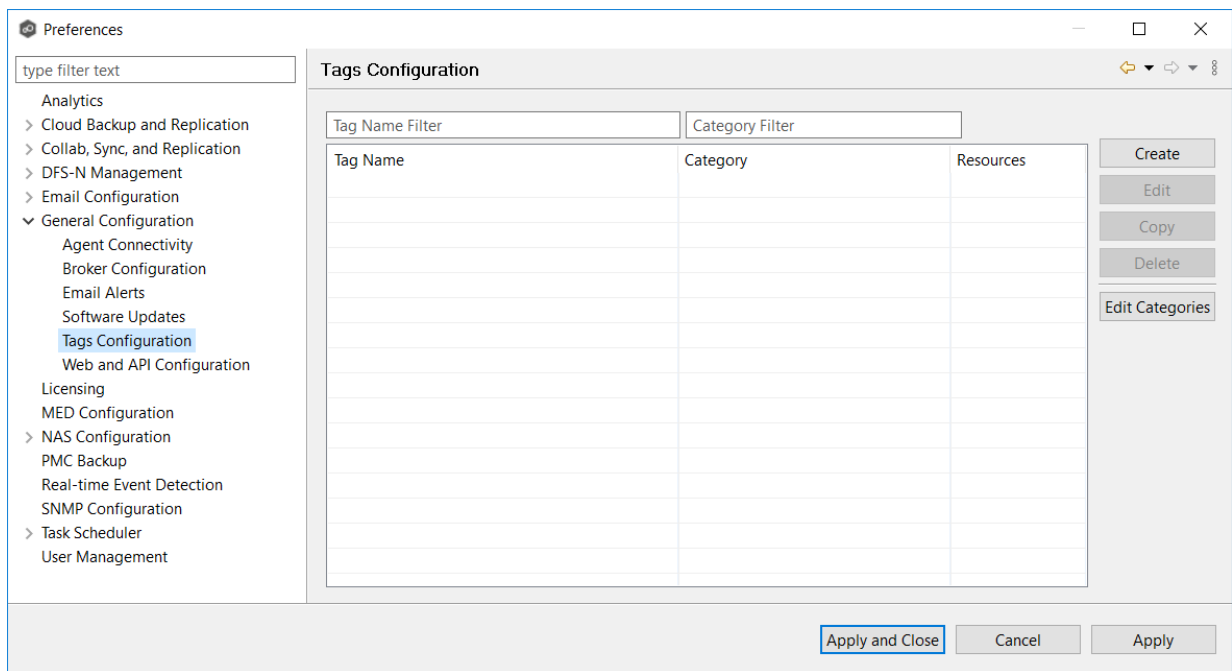 Preferences
type filter text
Analytics
Cloud Backup and Replication
Collab, Sync, and Replication
DFS-N Management
Email Configuration
General Configuration
Agent Connectivity
Broker Configuration
Email Alerts
Software Updates
Tags Configuration
Web and API Configuration
Licensing
MED Configuration
NAS Configuration
PMC Backup
Real-time Event Detection
SNMP Configuration
Task Scheduler
User Management
Tags Configuration
Tag Name Filter
Category Filter
Tag Name
Category
Resources
Create
Edit
Copy
Delete
Edit Categories
Apply and Close
Cancel
Apply